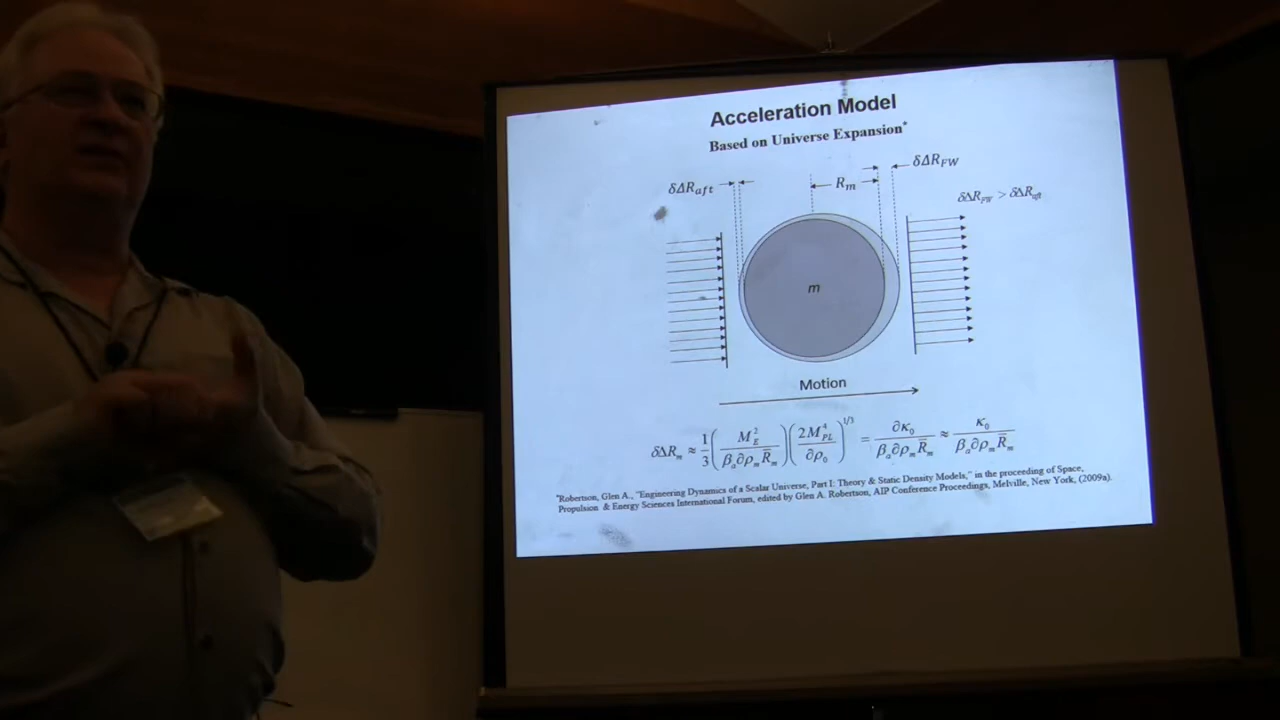 Acceleration Model
Based on Universe Expansion*
δΔR_FW
δΔR_aft
R_m
δΔR_FW > δΔR_aft
m
Motion
δΔR_m ≈ 1/3 (M_E^2 / β_a∂ρ_m R̅_m) (2M_PL^4 / ∂ρ_0)^1/3 = ∂κ_0 / β_a∂ρ_m R̅_m ≈ κ_0 / β_a∂ρ_m R̅_m
*Robertson, Glen A., "Engineering Dynamics of a Scalar Universe, Part I: Theory & Static Density Models," in the proceeding of Space,
Propulsion & Energy Sciences International Forum, edited by Glen A. Robertson, AIP Conference Proceedings, Melville, New York, (2009a).